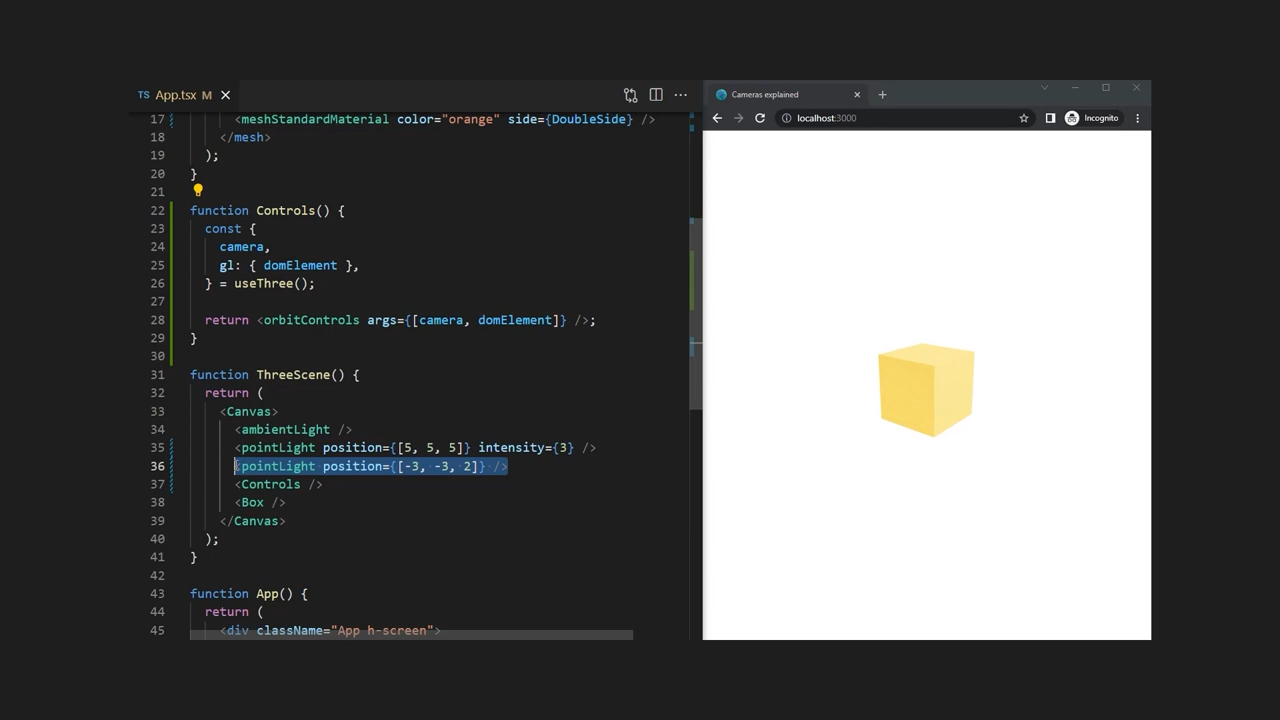 TS App.tsx M
17 <meshStandardMaterial color="orange" side={DoubleSide} />
18 </mesh>
19 );
20 }
21
22 function Controls() {
23 const {
24 camera,
25 gl: { domElement },
26 } = useThree();
27
28 return <orbitControls args={[camera, domElement]} />;
29 }
30
31 function ThreeScene() {
32 return (
33 <Canvas>
34 <ambientLight />
35 <pointLight position={[5, 5, 5]} intensity={3} />
36 <pointLight position={[-3, -3, 2]} />
37 <Controls />
38 <Box />
39 </Canvas>
40 );
41 }
42
43 function App() {
44 return (
45 <div className="App h-screen">
Cameras explained
localhost:3000
Incognito